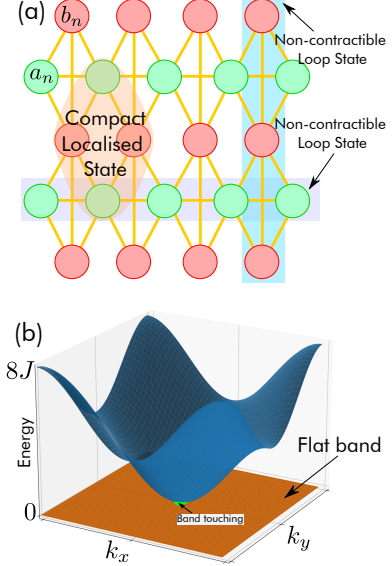 (a)
b_n
Non-contractible
Loop State
a_n
Compact
Localised
State
Non-contractible
Loop State
(b)
8J
Energy
Flat band
0
Band touching
k_x
k_y